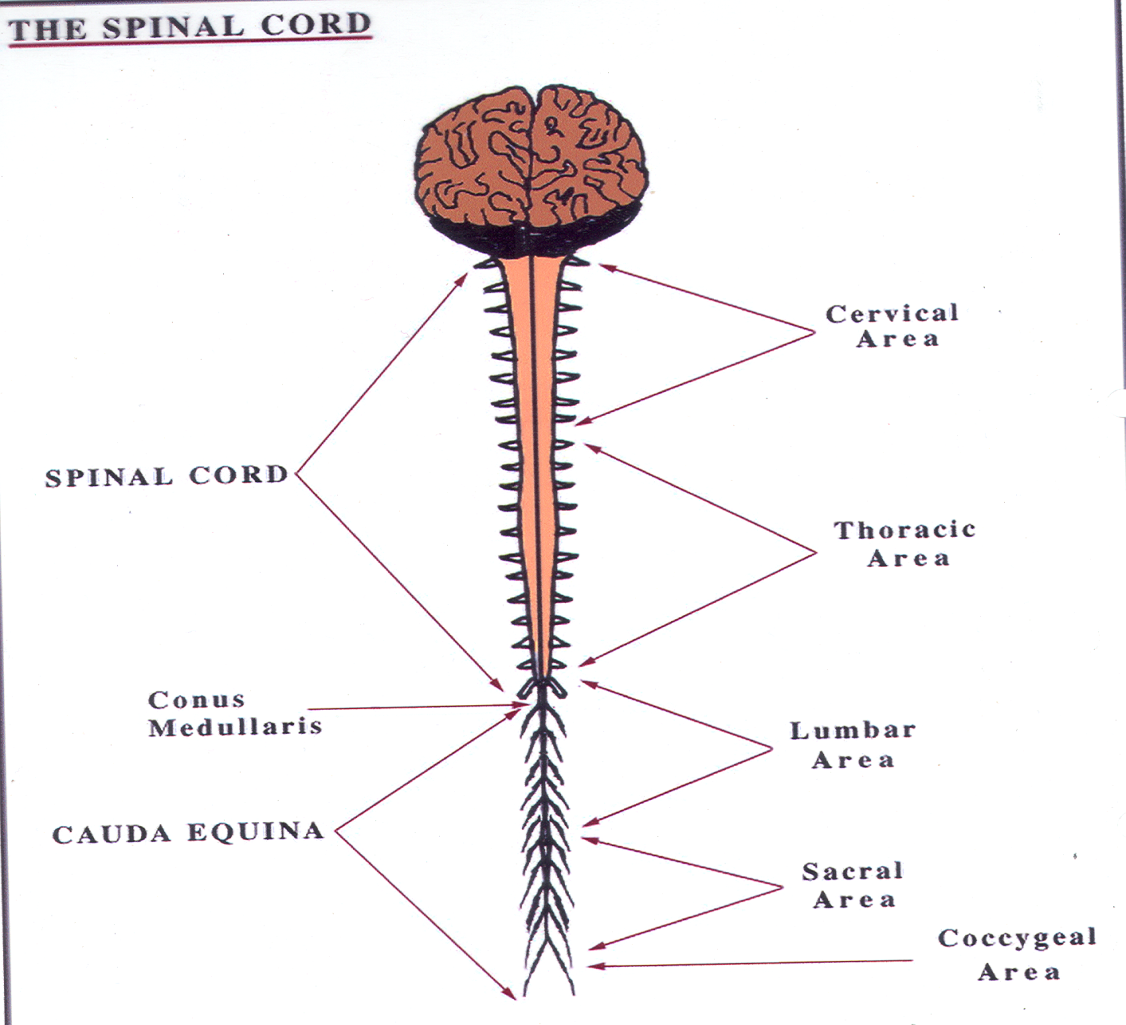 THE SPINAL CORD
Cervical
Area
SPINAL CORD
Thoracic
Area
Conus
Medullaris
Lumbar
Area
CAUDA EQUINA
Sacral
Area
Coccygeal
Area